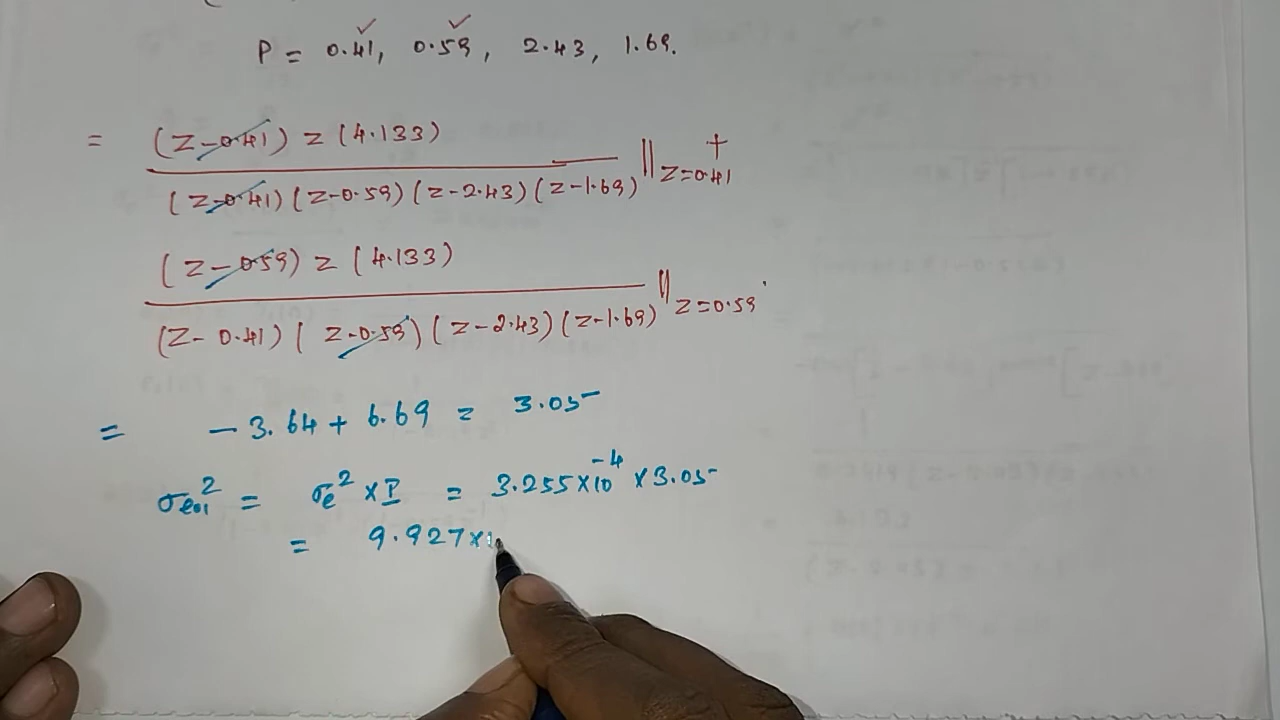 P = 0.41, 0.59, 2.43, 1.69.
= (Z-0.41) Z (4.133)
(Z-0.41)(Z-0.59)(Z-2.43)(Z-1.69) || Z=0.41 +
(Z-0.59) Z (4.133)
(Z-0.41)(Z-0.59)(Z-2.43)(Z-1.69) || Z=0.59
= -3.64 + 6.69 = 3.05
σe01² = σe² × I = 3.255×10⁻⁴ × 3.05
= 9.927×1